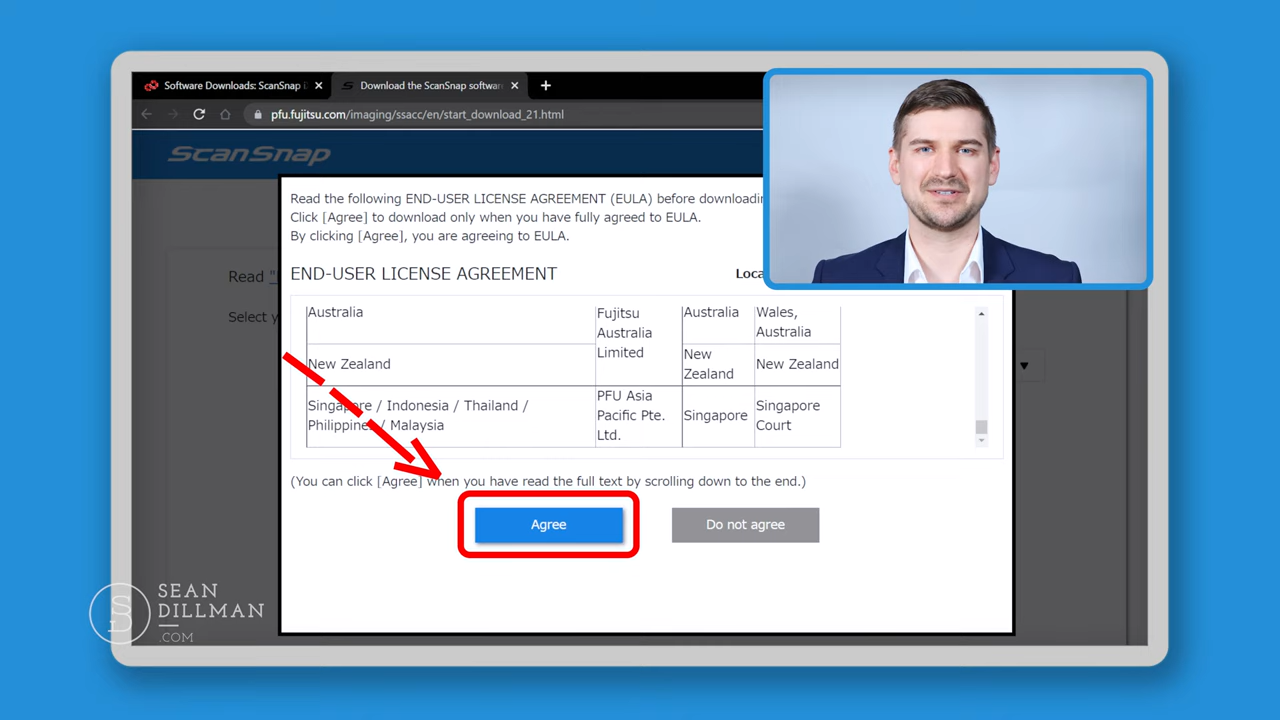 Software Downloads: ScanSnap
Download the ScanSnap softwar
pfu.fujitsu.com/imaging/ssacc/en/start_download_21.html
ScanSnap
Read the following END-USER LICENSE AGREEMENT (EULA) before
Click [Agree] to download only when you have fully agreed to EULA.
By clicking [Agree], you are agreeing to EULA.
Read
END-USER LICENSE AGREEMENT
Select
Australia
Fujitsu
Australia
Limited
Australia
Wales,
Australia
New Zealand
New
Zealand
New Zealand
Singapore / Indonesia / Thailand /
Philippines / Malaysia
PFU Asia
Pacific Pte.
Ltd.
Singapore
Singapore
Court
(You can click [Agree] when you have read the full text by scrolling down to the end.)
Agree
Do not agree
SEAN
DILLMAN
.COM